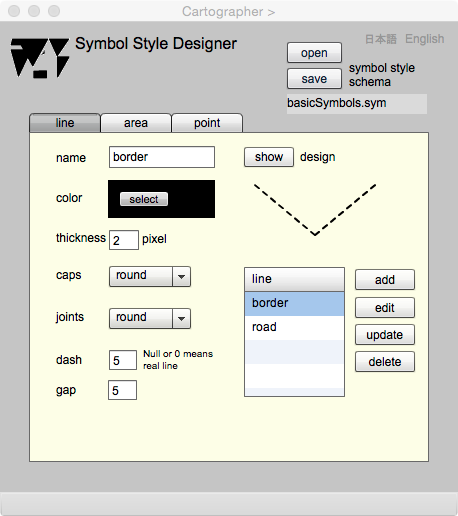 Cartographer >
Symbol Style Designer
日本語 English
open
save
symbol style
schema
basicSymbols.sym
line area point
name border
show design
color select
thickness 2 pixel
caps round
joints round
dash 5 Null or 0 means
real line
gap 5
line
border
road
add
edit
update
delete